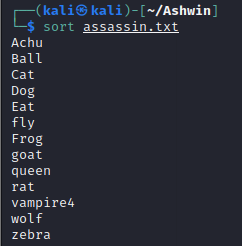 ┌──(kali㉿kali)-[~/Ashwin]
└─$ sort assassin.txt
Achu
Ball
Cat
Dog
Eat
fly
Frog
goat
queen
rat
vampire4
wolf
zebra